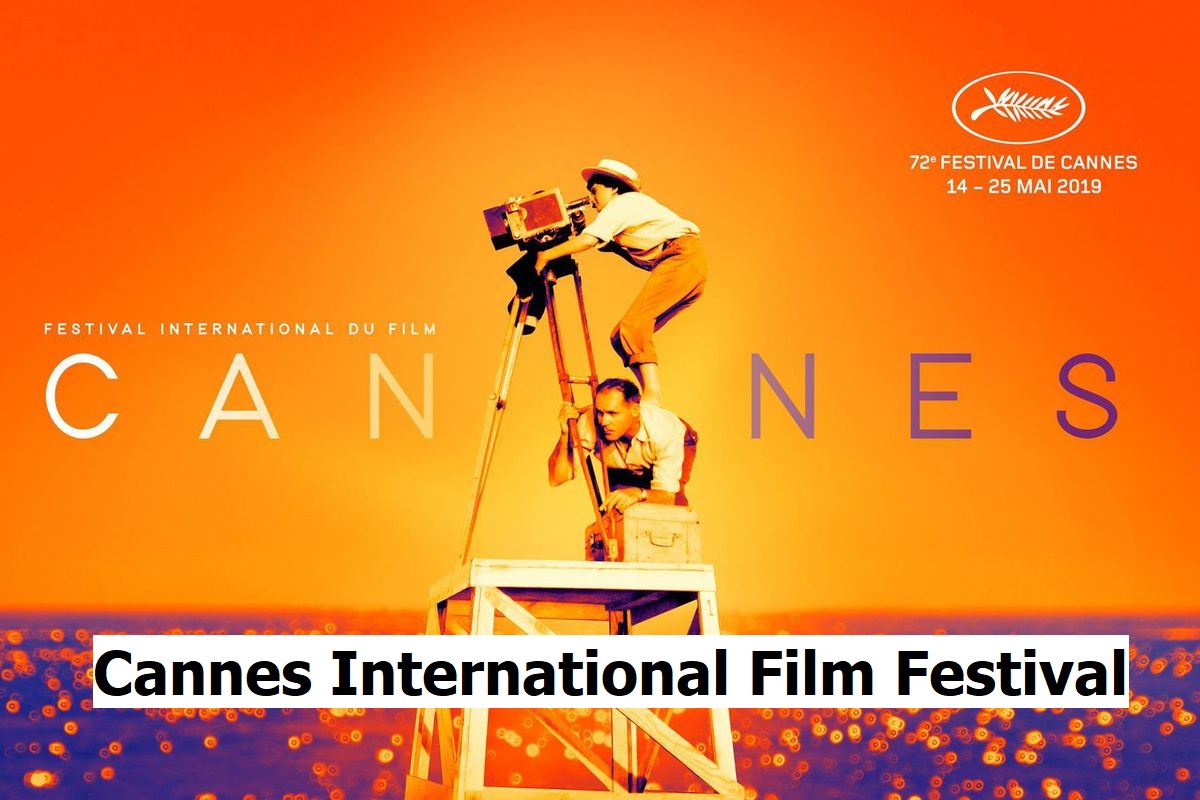 72e FESTIVAL DE CANNES
14 – 25 MAI 2019
FESTIVAL INTERNATIONAL DU FILM
CANNES
Cannes International Film Festival